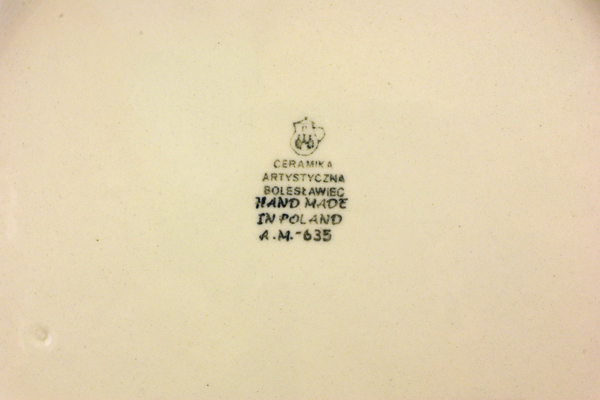 CERAMIKA
ARTYSTYCZNA
BOLESŁAWIEC
HAND MADE
IN POLAND
A.M.-635